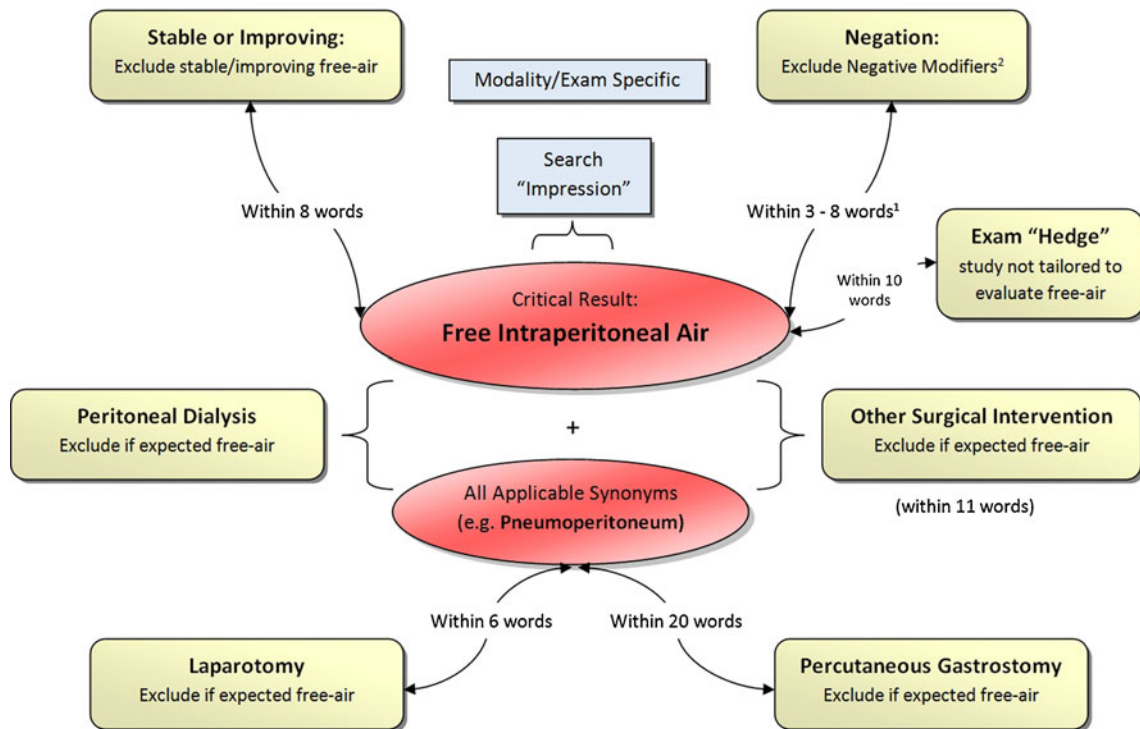 Stable or Improving:
Exclude stable/improving free-air
Modality/Exam Specific
Negation:
Exclude Negative Modifiers²
Search
“Impression”
Within 8 words
Within 3 - 8 words¹
Exam “Hedge”
study not tailored to
evaluate free-air
Within 10
words
Critical Result:
Free Intraperitoneal Air
Peritoneal Dialysis
Exclude if expected free-air
+
Other Surgical Intervention
Exclude if expected free-air
(within 11 words)
All Applicable Synonyms
(e.g. Pneumoperitoneum)
Within 6 words
Within 20 words
Laparotomy
Exclude if expected free-air
Percutaneous Gastrostomy
Exclude if expected free-air